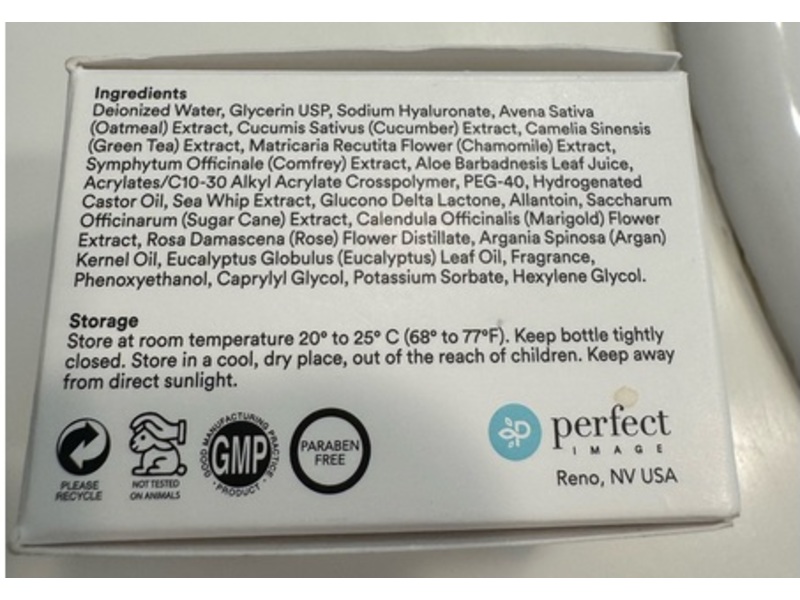 Ingredients
Deionized Water, Glycerin USP, Sodium Hyaluronate, Avena Sativa
(Oatmeal) Extract, Cucumis Sativus (Cucumber) Extract, Camelia Sinensis
(Green Tea) Extract, Matricaria Recutita Flower (Chamomile) Extract,
Symphytum Officinale (Comfrey) Extract, Aloe Barbadnesis Leaf Juice,
Acrylates/C10-30 Alkyl Acrylate Crosspolymer, PEG-40, Hydrogenated
Castor Oil, Sea Whip Extract, Glucono Delta Lactone, Allantoin, Saccharum
Officinarum (Sugar Cane) Extract, Calendula Officinalis (Marigold) Flower
Extract, Rosa Damascena (Rose) Flower Distillate, Argania Spinosa (Argan)
Kernel Oil, Eucalyptus Globulus (Eucalyptus) Leaf Oil, Fragrance,
Phenoxyethanol, Caprylyl Glycol, Potassium Sorbate, Hexylene Glycol.
Storage
Store at room temperature 20° to 25° C (68° to 77°F). Keep bottle tightly
closed. Store in a cool, dry place, out of the reach of children. Keep away
from direct sunlight.
PLEASE
RECYCLE
NOT TESTED
ON ANIMALS
GOOD MANUFACTURING PRACTICE
GMP
· PRODUCT ·
PARABEN
FREE
perfect
IMAGE
Reno, NV USA